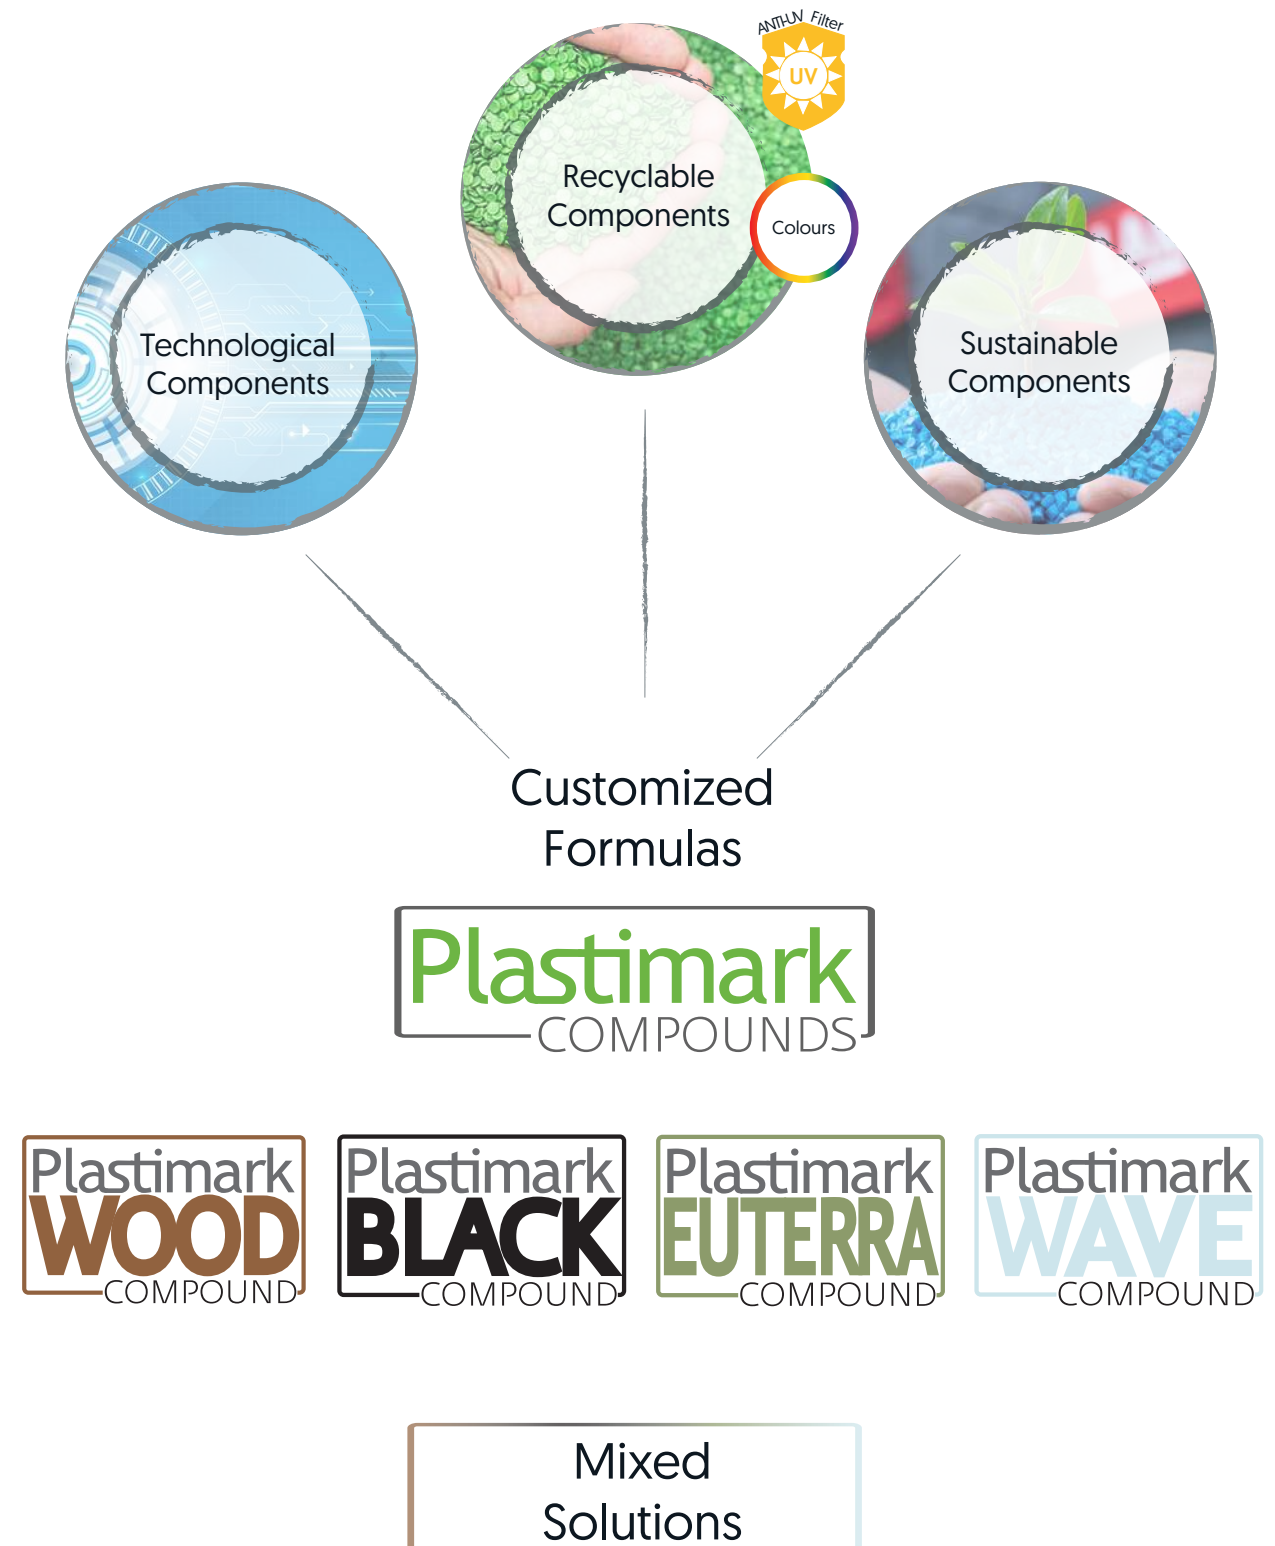 ANTI-UV Filter
UV
Recyclable
Components
Colours
Technological
Components
Sustainable
Components
Customized
Formulas
Plastimark
COMPOUNDS
Plastimark
WOOD
COMPOUND
Plastimark
BLACK
COMPOUND
Plastimark
EUTERRA
COMPOUND
Plastimark
WAVE
COMPOUND
Mixed
Solutions